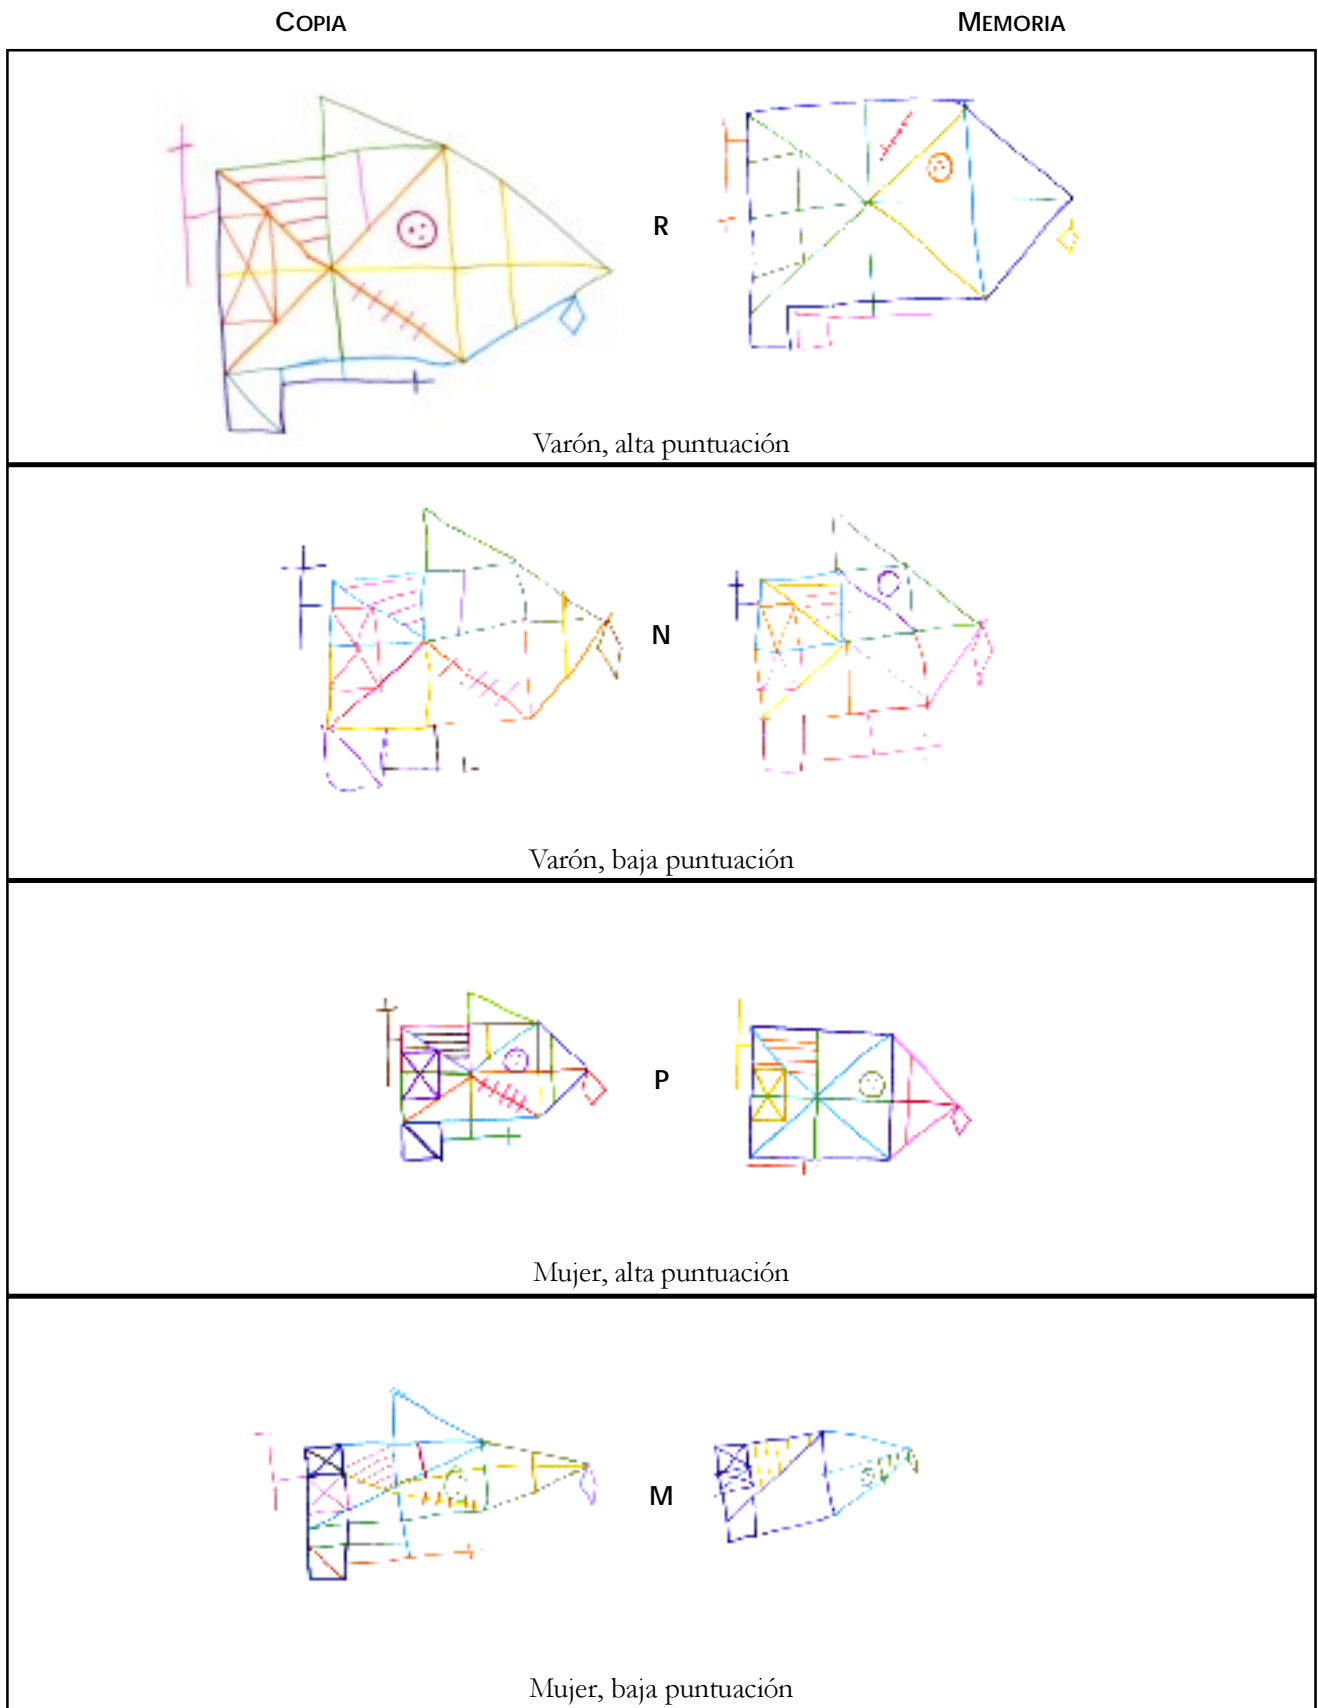 COPIA
MEMORIA
R
Varón, alta puntuación
N
Varón, baja puntuación
P
Mujer, alta puntuación
M
Mujer, baja puntuación